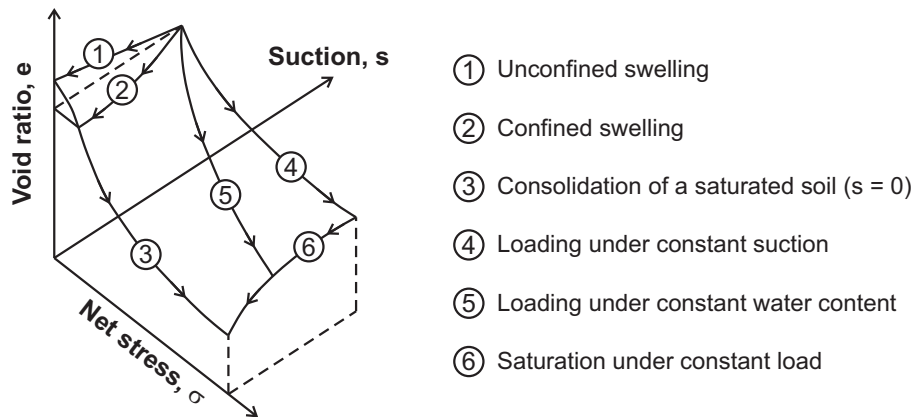 Void ratio, e
Suction, s
Net stress, σ
1
2
3
4
5
6
1 Unconfined swelling
2 Confined swelling
3 Consolidation of a saturated soil (s = 0)
4 Loading under constant suction
5 Loading under constant water content
6 Saturation under constant load